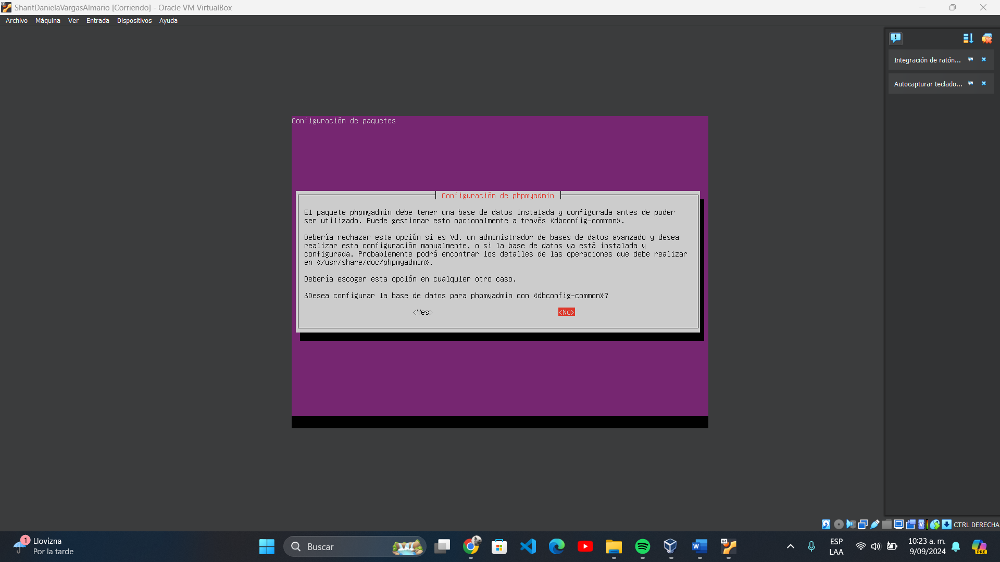 SharitDanielaVargasAlmario [Corriendo] - Oracle VM VirtualBox
Archivo Máquina Ver Entrada Dispositivos Ayuda
Integración de ratón...
Autocapturar teclado...
Configuración de paquetes
Configuración de phpmyadmin
El paquete phpmyadmin debe tener una base de datos instalada y configurada antes de poder
ser utilizado. Puede gestionar esto opcionalmente a través «dbconfig-common».
Debería rechazar esta opción si es Vd. un administrador de bases de datos avanzado y desea
realizar esta configuración manualmente, o si la base de datos ya está instalada y
configurada. Probablemente podrá encontrar los detalles de las operaciones que debe realizar
en «/usr/share/doc/phpmyadmin».
Debería escoger esta opción en cualquier otro caso.
¿Desea configurar la base de datos para phpmyadmin con «dbconfig-common»?
<Yes> <No>
CTRL DERECHA
1
Llovizna
Por la tarde
Buscar
ESP
LAA
10:23 a. m.
9/09/2024
PRE